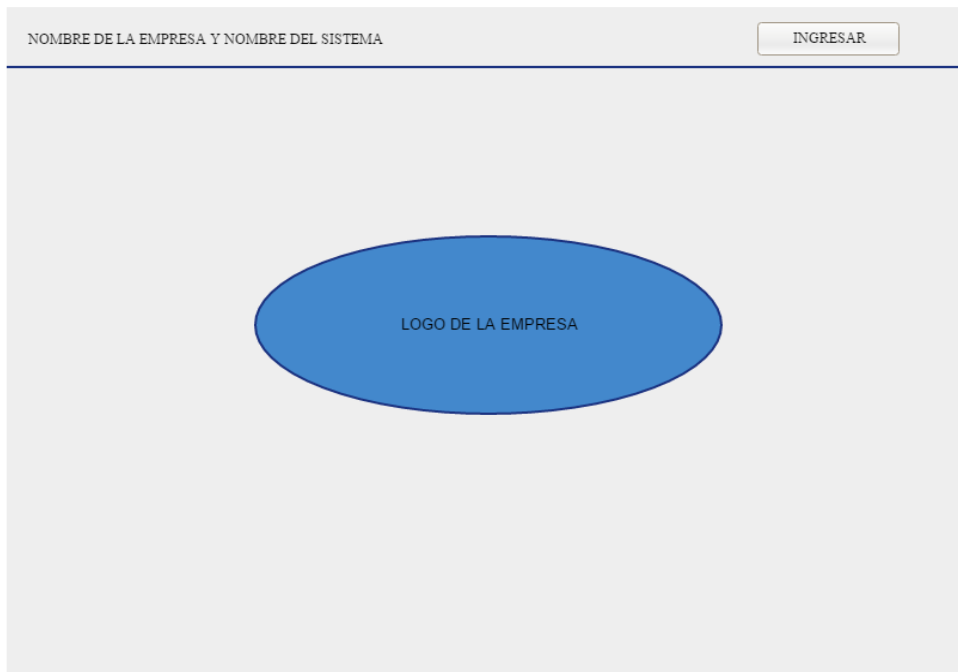 NOMBRE DE LA EMPRESA Y NOMBRE DEL SISTEMA
INGRESAR
LOGO DE LA EMPRESA